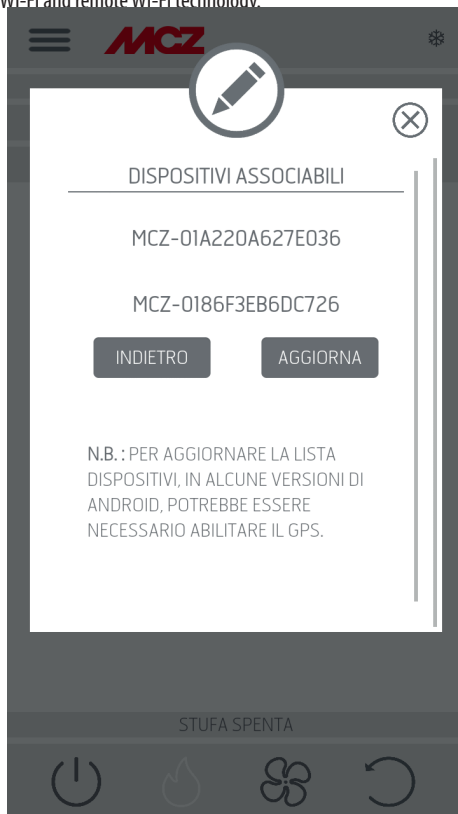 Wi-Fi and remote Wi-Fi technology.
MCZ
DISPOSITIVI ASSOCIABILI
MCZ-01A220A627E036
MCZ-0186F3EB6DC726
INDIETRO AGGIORNA
N.B. : PER AGGIORNARE LA LISTA
DISPOSITIVI, IN ALCUNE VERSIONI DI
ANDROID, POTREBBE ESSERE
NECESSARIO ABILITARE IL GPS.
STUFA SPENTA